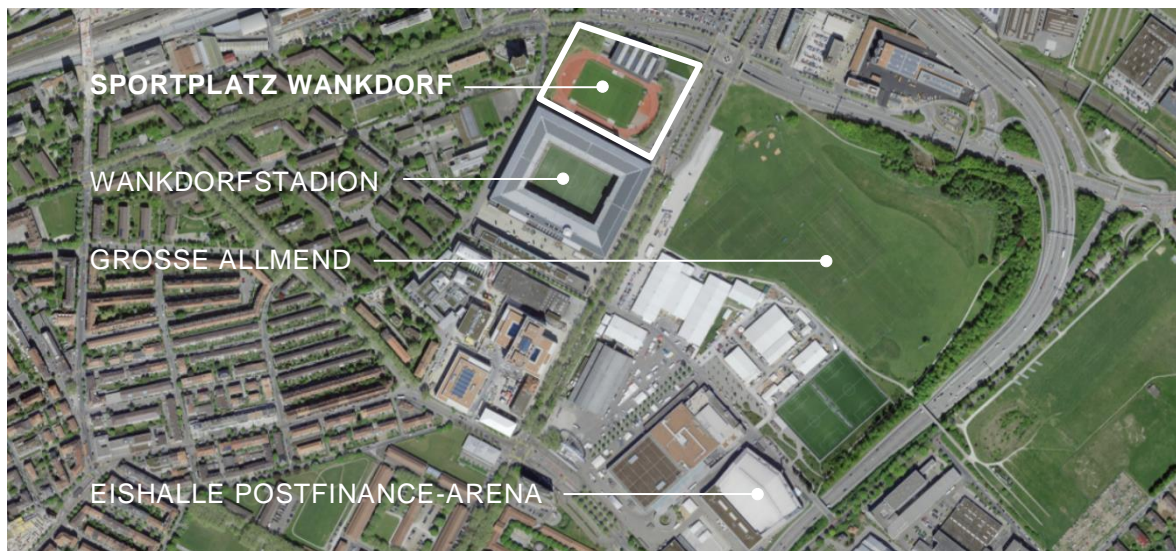 SPORTPLATZ WANKDORF
WANKDORFSTADION
GROSSE ALLMEND
EISHALLE POSTFINANCE-ARENA